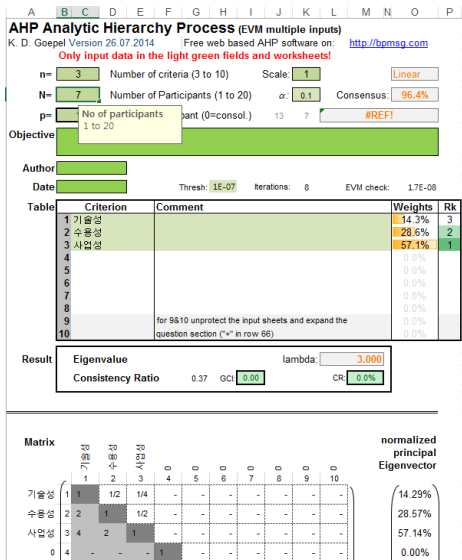 A B C D E F G H I J K L M N O P
AHP Analytic Hierarchy Process (EVM multiple inputs)
K. D. Goepel Version 26.07.2014 Free web based AHP software on: http://bpmsg.com
Only input data in the light green fields and worksheets!
n= 3 Number of criteria (3 to 10) Scale: 1 Linear
N= 7 Number of Participants (1 to 20) α: 0.1 Consensus: 96.4%
p= No of participants ant (0=consol.) 13 7 #REF!
1 to 20
Objective
Author
Date Thresh: 1E-07 Iterations: 8 EVM check: 1.7E-08
Table Criterion Comment Weights Rk
1 기술성 14.3% 3
2 수용성 28.6% 2
3 사업성 57.1% 1
4 0.0%
5 0.0%
6 0.0%
7 0.0%
8 0.0%
9 for 9&10 unprotect the input sheets and expand the 0.0%
10 question section ("+" in row 66) 0.0%
Result Eigenvalue lambda: 3.000
Consistency Ratio 0.37 GCI: 0.00 CR: 0.0%
Matrix 기술성 수용성 사업성 0 0 0 0 0 0 0 normalized
principal
Eigenvector
1 2 3 4 5 6 7 8 9 10
기술성 1 1 1/2 1/4 - - - - - - - 14.29%
수용성 2 2 1 1/2 - - - - - - - 28.57%
사업성 3 4 2 1 - - - - - - - 57.14%
0 4 - - - 1 - - - - - - 0.00%